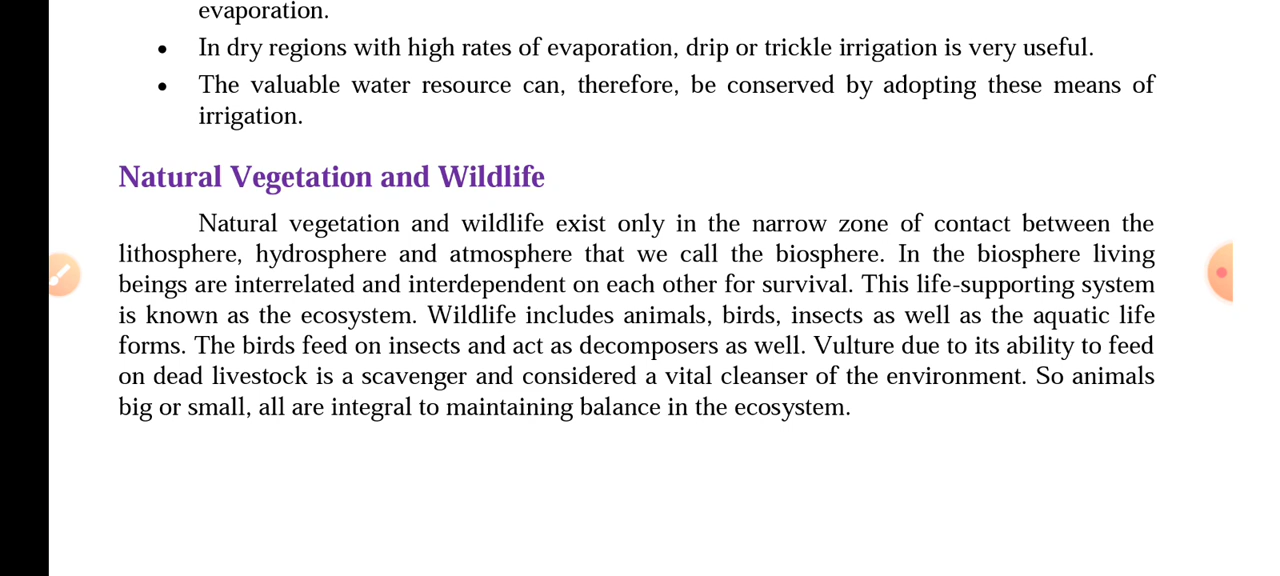 evaporation.
• In dry regions with high rates of evaporation, drip or trickle irrigation is very useful.
• The valuable water resource can, therefore, be conserved by adopting these means of
irrigation.
Natural Vegetation and Wildlife
Natural vegetation and wildlife exist only in the narrow zone of contact between the
lithosphere, hydrosphere and atmosphere that we call the biosphere. In the biosphere living
beings are interrelated and interdependent on each other for survival. This life-supporting system
is known as the ecosystem. Wildlife includes animals, birds, insects as well as the aquatic life
forms. The birds feed on insects and act as decomposers as well. Vulture due to its ability to feed
on dead livestock is a scavenger and considered a vital cleanser of the environment. So animals
big or small, all are integral to maintaining balance in the ecosystem.